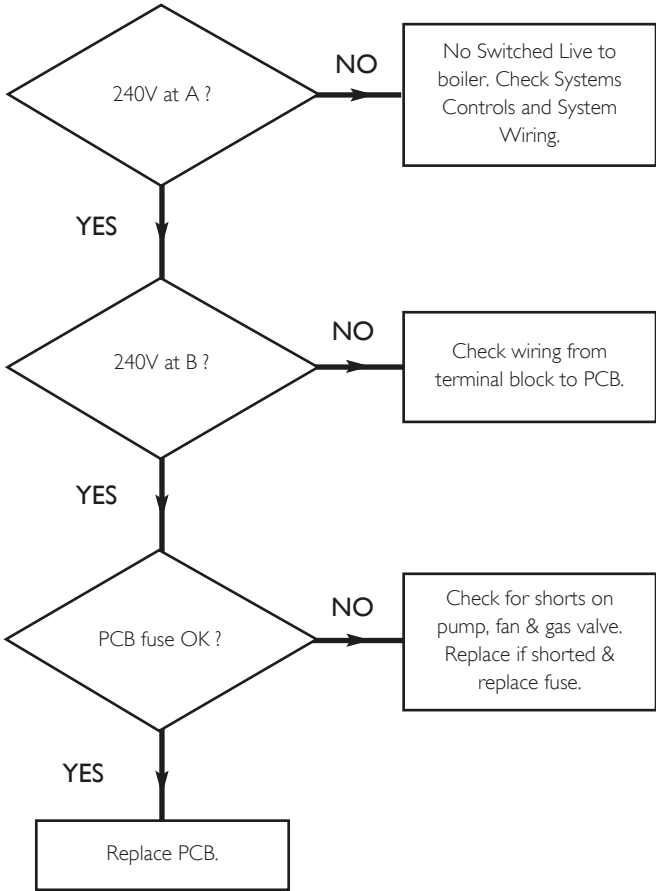 240V at A ?
NO
No Switched Live to
boiler. Check Systems
Controls and System
Wiring.
YES
240V at B ?
NO
Check wiring from
terminal block to PCB.
YES
PCB fuse OK ?
NO
Check for shorts on
pump, fan & gas valve.
Replace if shorted &
replace fuse.
YES
Replace PCB.